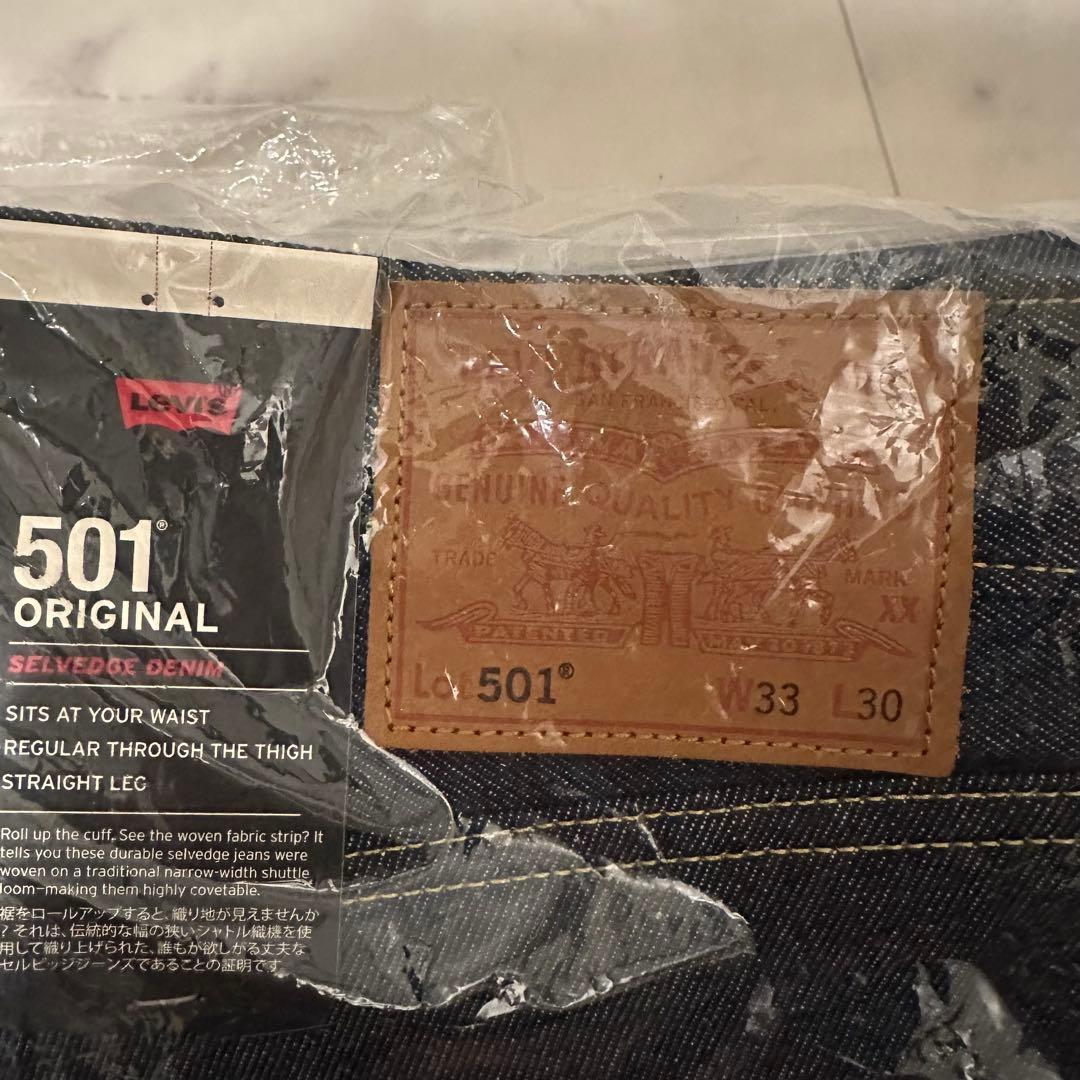 Levi's
501®
ORIGINAL
SELVEDGE DENIM
SITS AT YOUR WAIST
REGULAR THROUGH THE THIGH
STRAIGHT LEG
Roll up the cuff. See the woven fabric strip? It
tells you these durable selvedge jeans were
woven on a traditional narrow-width shuttle
loom—making them highly covetable.
裾をロールアップすると、織り地が見えませんか
? それは、伝統的な幅の狭いシャトル織機を使
用して織り上げられた、誰もが欲しがる丈夫な
セルビッジジーンズであることの証明です。
SAN FRANCISCO, CAL.
GENUINE QUALITY CLOTHING
TRADE MARK
XX
PATENTED
Lot 501® W33 L30